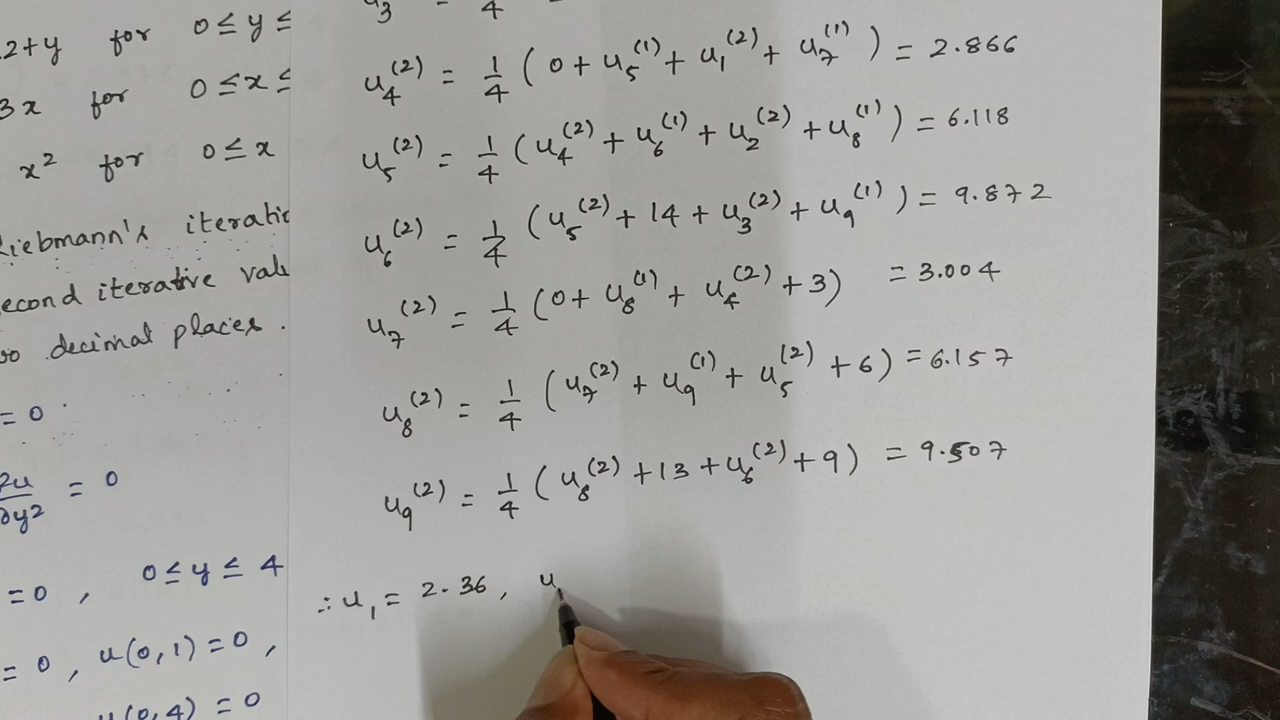 .2+y for 0≤y≤
3x for 0≤x≤
x² for 0≤x
Liebmann's iteratic
second iterative valu
decimal places.
=0
∂²u/∂y² = 0
=0, 0≤y≤4
= 0, u(0,1)=0,
u(0,4) = 0
u₃ = 4
u₄⁽²⁾ = 1/4 (0+u₅⁽¹⁾+u₁⁽²⁾+u₇⁽¹⁾) = 2.866
u₅⁽²⁾ = 1/4 (u₄⁽²⁾+u₆⁽¹⁾+u₂⁽²⁾+u₈⁽¹⁾) = 6.118
u₆⁽²⁾ = 1/4 (u₅⁽²⁾+14+u₃⁽²⁾+u₉⁽¹⁾) = 9.872
u₇⁽²⁾ = 1/4 (0+u₈⁽¹⁾+u₄⁽²⁾+3) = 3.004
u₈⁽²⁾ = 1/4 (u₇⁽²⁾+u₉⁽¹⁾+u₅⁽²⁾+6) = 6.157
u₉⁽²⁾ = 1/4 (u₈⁽²⁾+13+u₆⁽²⁾+9) = 9.507
∴ u₁ = 2.36, u